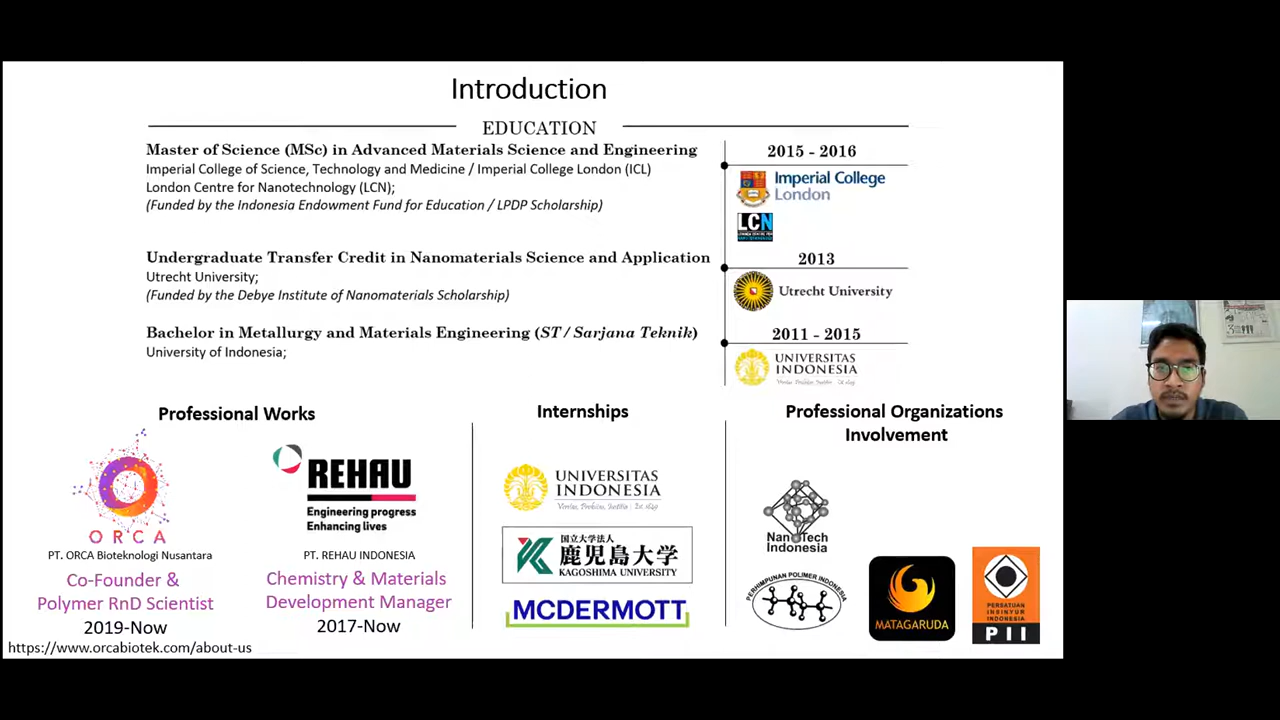 Introduction
EDUCATION
Master of Science (MSc) in Advanced Materials Science and Engineering
Imperial College of Science, Technology and Medicine / Imperial College London (ICL)
London Centre for Nanotechnology (LCN);
(Funded by the Indonesia Endowment Fund for Education / LPDP Scholarship)
2015 - 2016
Imperial College
London
LCN
Undergraduate Transfer Credit in Nanomaterials Science and Application
Utrecht University;
(Funded by the Debye Institute of Nanomaterials Scholarship)
2013
Utrecht University
Bachelor in Metallurgy and Materials Engineering (ST / Sarjana Teknik)
University of Indonesia;
2011 - 2015
UNIVERSITAS
INDONESIA
Professional Works
ORCA
PT. ORCA Bioteknologi Nusantara
Co-Founder &
Polymer RnD Scientist
2019-Now
https://www.orcabiotek.com/about-us
REHAU
Engineering progress
Enhancing lives
PT. REHAU INDONESIA
Chemistry & Materials
Development Manager
2017-Now
Internships
UNIVERSITAS
INDONESIA
国立大学法人
鹿児島大学
KAGOSHIMA UNIVERSITY
MCDERMOTT
Professional Organizations
Involvement
NanoTech
Indonesia
PERHIMPUNAN POLIMER INDONESIA
MATAGARUDA
PERSATUAN
INSINYUR
INDONESIA
PII